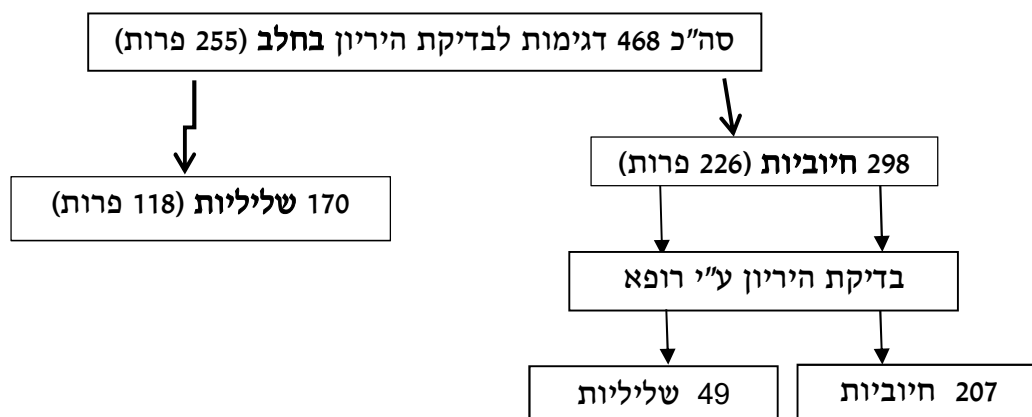 סה"כ 468 דגימות לבדיקת היריון בחלב (255 פרות)
298 חיוביות (226 פרות)
170 שליליות (118 פרות)
בדיקת היריון ע"י רופא
207 חיוביות
49 שליליות